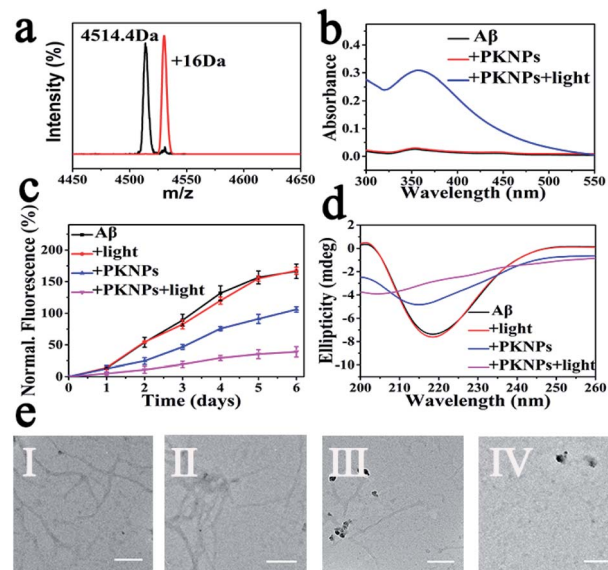 a
4514.4Da
+16Da
Intensity (%)
4450 4500 4550 4600 4650
m/z
b
Aβ
+PKNPs
+PKNPs+light
Absorbance
0.4
0.3
0.2
0.1
0.0
300 350 400 450 500 550
Wavelength (nm)
c
Aβ
+light
+PKNPs
+PKNPs+light
Normal. Fluorescence (%)
200
150
100
50
0
0 1 2 3 4 5 6
Time (days)
d
Ellipticity (mdeg)
2
0
-2
-4
-6
-8
-10
Aβ
+light
+PKNPs
+PKNPs+light
200 210 220 230 240 250 260
Wavelength (nm)
e
I
II
III
IV